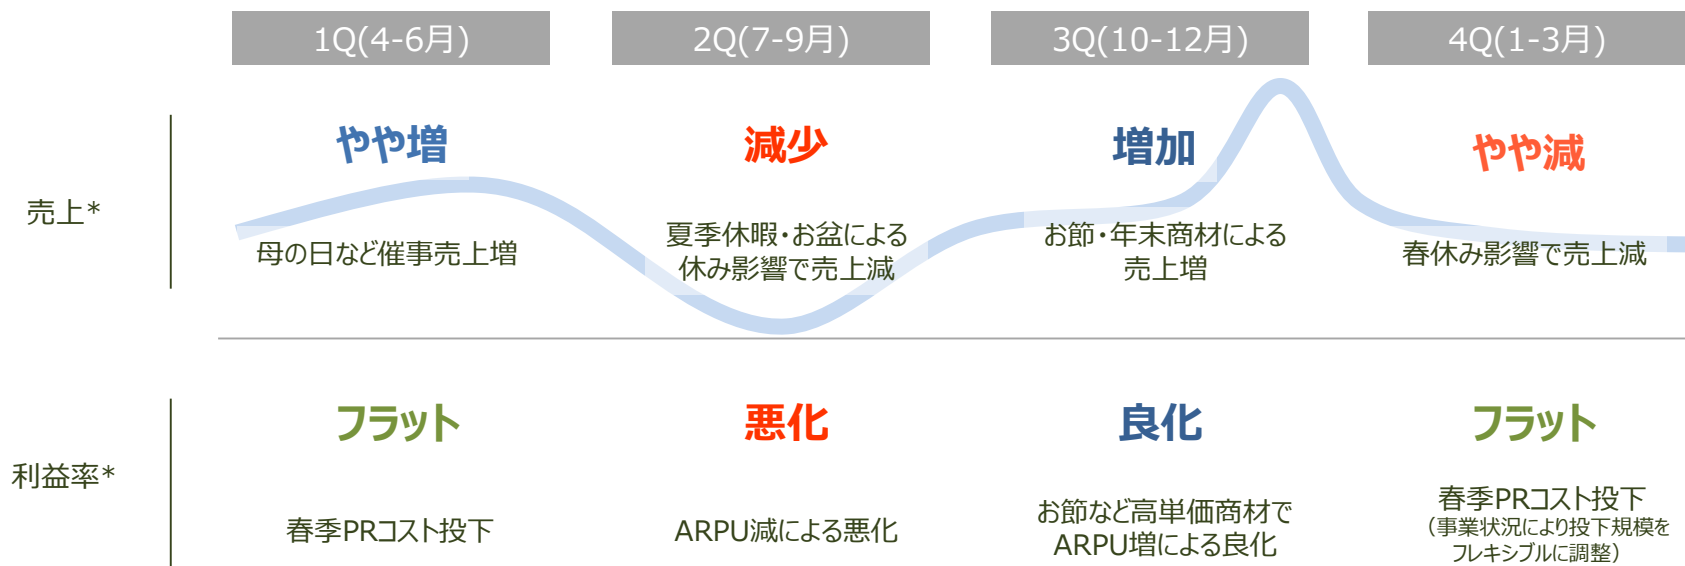 1Q(4-6月)
2Q(7-9月)
3Q(10-12月)
4Q(1-3月)
売上*
やや増
減少
増加
やや減
母の日など催事売上増
夏季休暇・お盆による
休み影響で売上減
お節・年末商材による
売上増
春休み影響で売上減
利益率*
フラット
悪化
良化
フラット
春季PRコスト投下
ARPU減による悪化
お節など高単価商材で
ARPU増による良化
春季PRコスト投下
（事業状況により投下規模を
フレキシブルに調整）